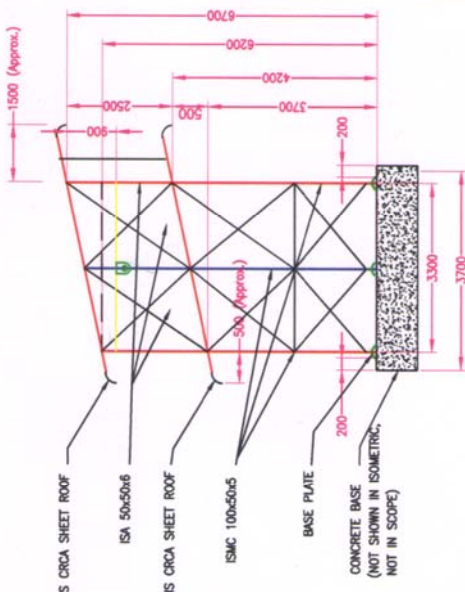 1500 (Approx.)
6700
6200
4200
2500
900
500
3700
200
500 (Approx.)
3300
3700
200
S CRCA SHEET ROOF
ISA 50x50x6
IS CRCA SHEET ROOF
ISMC 100x50x5
BASE PLATE
CONCRETE BASE
(NOT SHOWN IN ISOMETRIC,
NOT IN SCOPE)